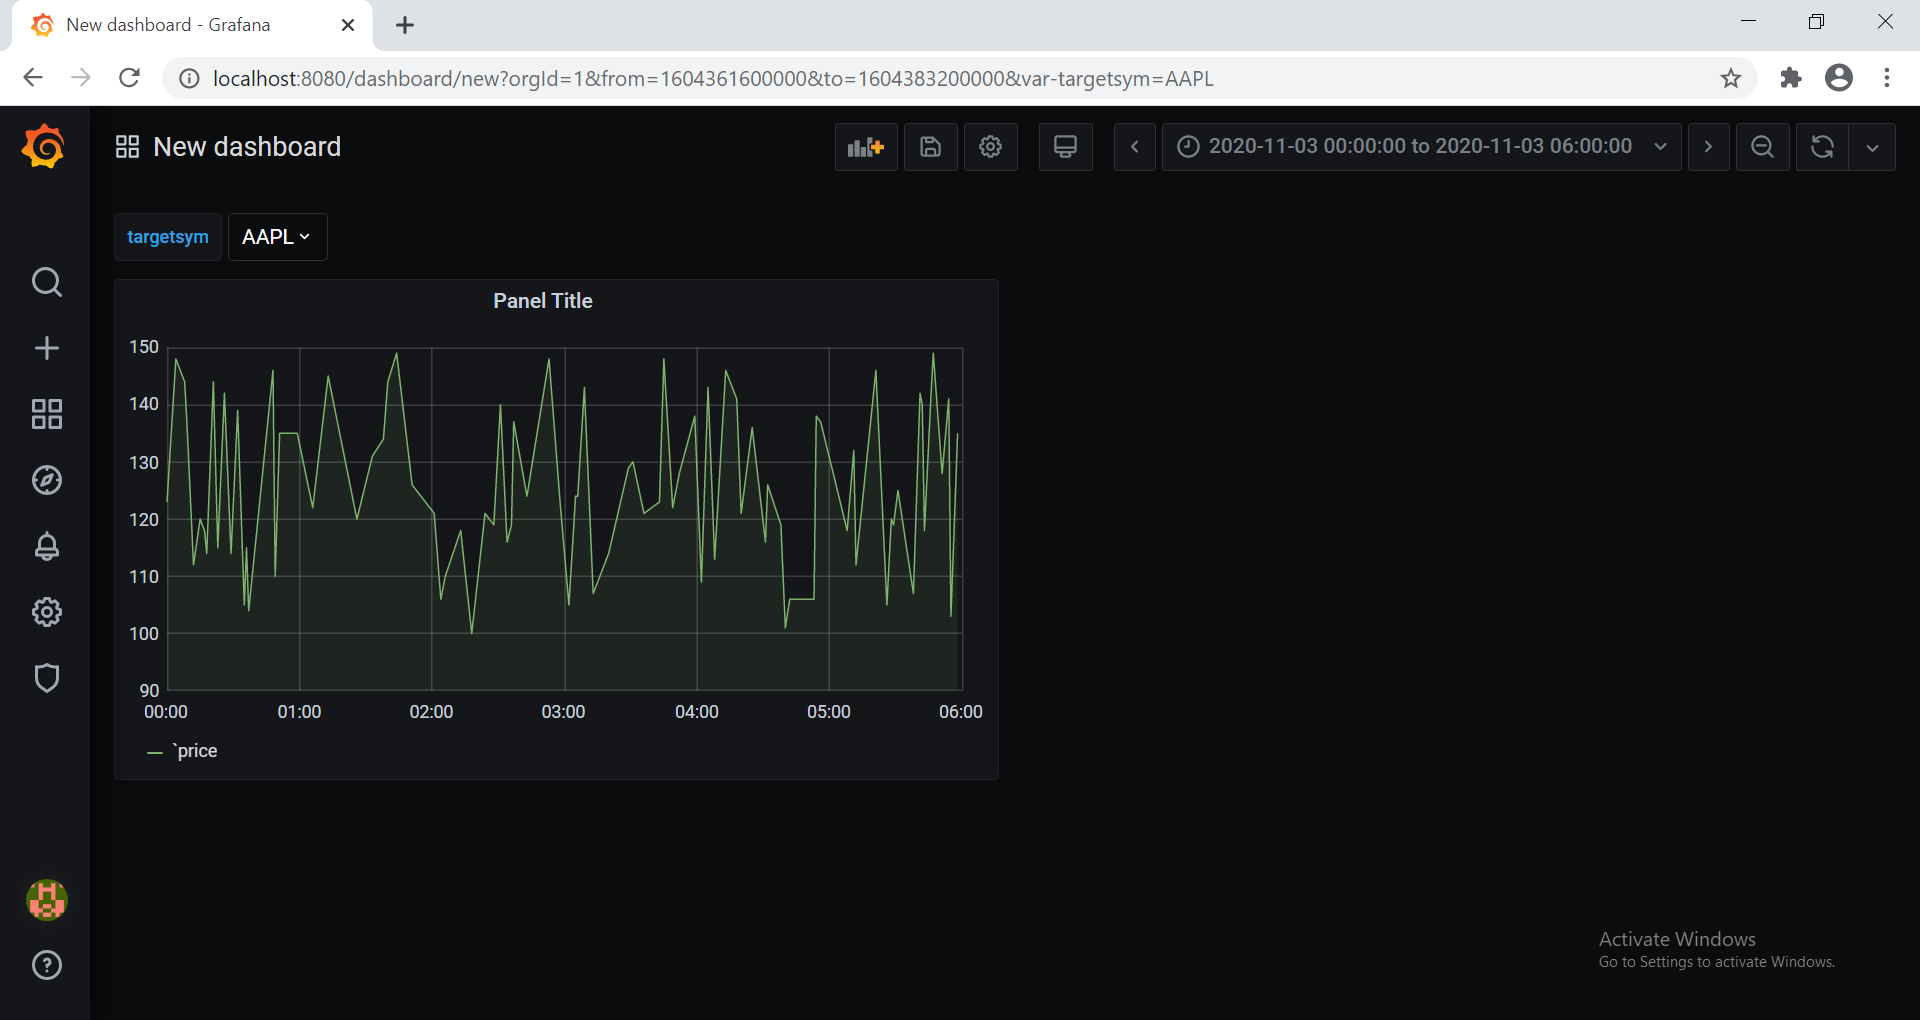 New dashboard - Grafana
localhost:8080/dashboard/new?orgId=1&from=1604361600000&to=1604383200000&var-targetsym=AAPL
New dashboard
2020-11-03 00:00:00 to 2020-11-03 06:00:00
targetsym
AAPL
Panel Title
150
140
130
120
110
100
90
00:00 01:00 02:00 03:00 04:00 05:00 06:00
`price
Activate Windows
Go to Settings to activate Windows.